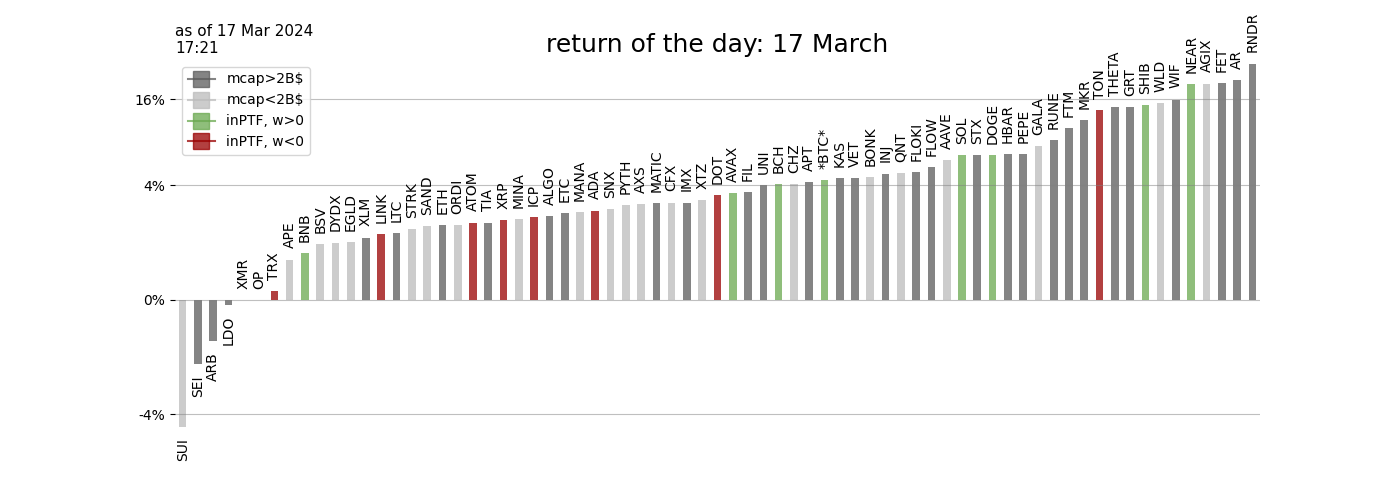 as of 17 Mar 2024
17:21
return of the day: 17 March
mcap>2B$
mcap<2B$
inPTF, w>0
inPTF, w<0
16%
4%
0%
-4%
SUI
SEI
ARB
LDO
XMR
OP
TRX
APE
BNB
BSV
DYDX
EGLD
XLM
LINK
LTC
STRK
SAND
ETH
ORDI
ATOM
TIA
XRP
MINA
ICP
ALGO
ETC
MANA
ADA
SNX
PYTH
AXS
MATIC
CFX
IMX
XTZ
DOT
AVAX
FIL
UNI
BCH
CHZ
APT
*BTC*
KAS
VET
BONK
INJ
QNT
FLOKI
FLOW
AAVE
SOL
STX
DOGE
HBAR
PEPE
GALA
RUNE
FTM
MKR
TON
THETA
GRT
SHIB
WLD
WIF
NEAR
AGIX
FET
AR
RNDR